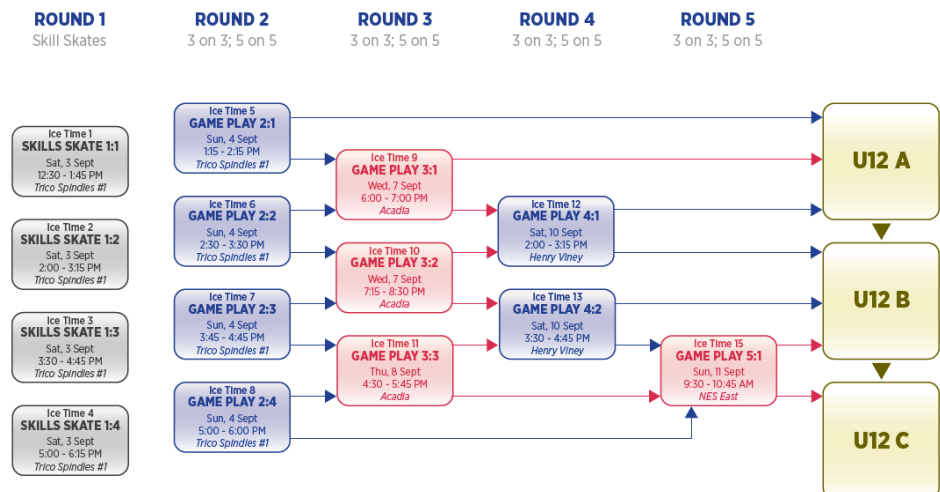 ROUND 1
Skill Skates
ROUND 2
3 on 3; 5 on 5
ROUND 3
3 on 3; 5 on 5
ROUND 4
3 on 3; 5 on 5
ROUND 5
3 on 3; 5 on 5
Ice Time 1
SKILLS SKATE 1:1
Sat, 3 Sept
12:30 - 1:45 PM
Trico Spindles #1
Ice Time 2
SKILLS SKATE 1:2
Sat, 3 Sept
2:00 - 3:15 PM
Trico Spindles #1
Ice Time 3
SKILLS SKATE 1:3
Sat, 3 Sept
3:30 - 4:45 PM
Trico Spindles #1
Ice Time 4
SKILLS SKATE 1:4
Sat, 3 Sept
5:00 - 6:15 PM
Trico Spindles #1
Ice Time 5
GAME PLAY 2:1
Sun, 4 Sept
1:15 - 2:15 PM
Trico Spindles #1
Ice Time 6
GAME PLAY 2:2
Sun, 4 Sept
2:30 - 3:30 PM
Trico Spindles #1
Ice Time 7
GAME PLAY 2:3
Sun, 4 Sept
3:45 - 4:45 PM
Trico Spindles #1
Ice Time 8
GAME PLAY 2:4
Sun, 4 Sept
5:00 - 6:00 PM
Trico Spindles #1
Ice Time 9
GAME PLAY 3:1
Wed, 7 Sept
6:00 - 7:00 PM
Acadia
Ice Time 10
GAME PLAY 3:2
Wed, 7 Sept
7:15 - 8:30 PM
Acadia
Ice Time 11
GAME PLAY 3:3
Thu, 8 Sept
4:30 - 5:45 PM
Acadia
Ice Time 12
GAME PLAY 4:1
Sat, 10 Sept
2:00 - 3:15 PM
Henry Viney
Ice Time 13
GAME PLAY 4:2
Sat, 10 Sept
3:30 - 4:45 PM
Henry Viney
Ice Time 15
GAME PLAY 5:1
Sun, 11 Sept
9:30 - 10:45 AM
NES East
U12 A
U12 B
U12 C